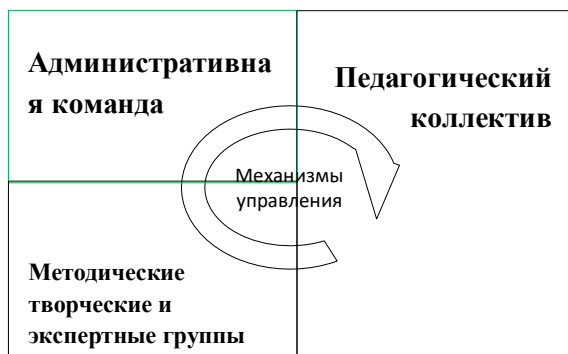 Административна
я команда
Педагогический
коллектив
Механизмы
управления
Методические
творческие и
экспертные группы